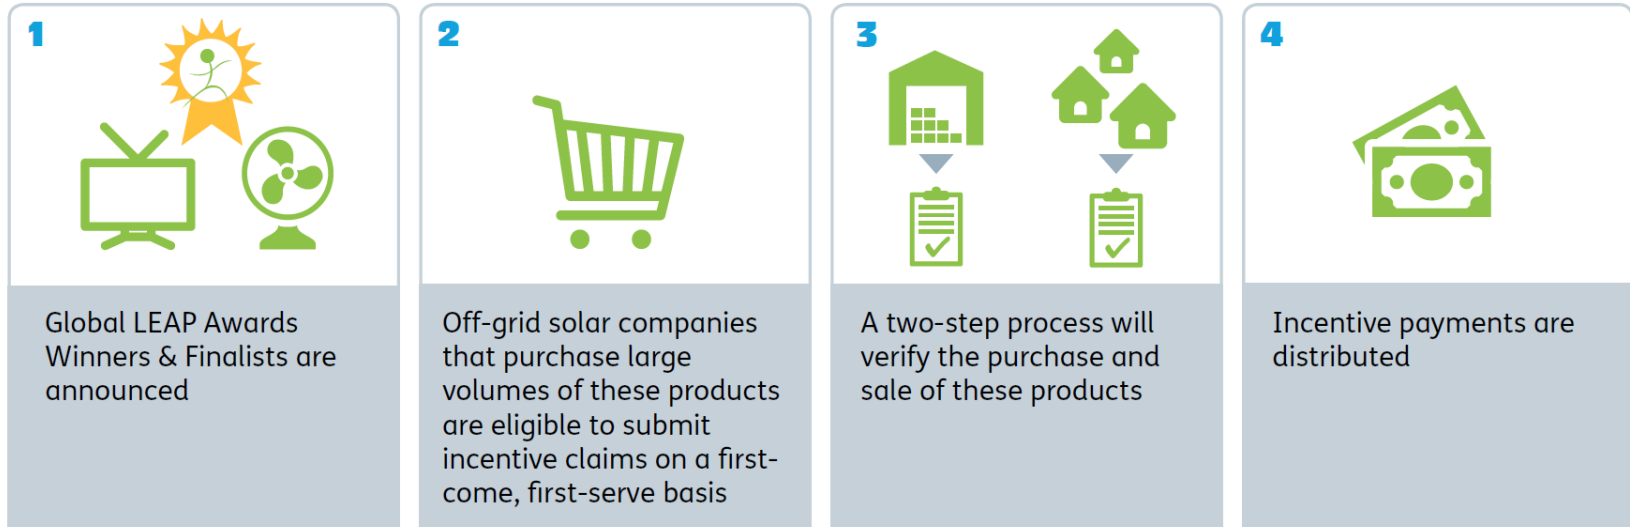 1
Global LEAP Awards
Winners & Finalists are
announced
2
Off-grid solar companies
that purchase large
volumes of these products
are eligible to submit
incentive claims on a first-
come, first-serve basis
3
A two-step process will
verify the purchase and
sale of these products
4
Incentive payments are
distributed